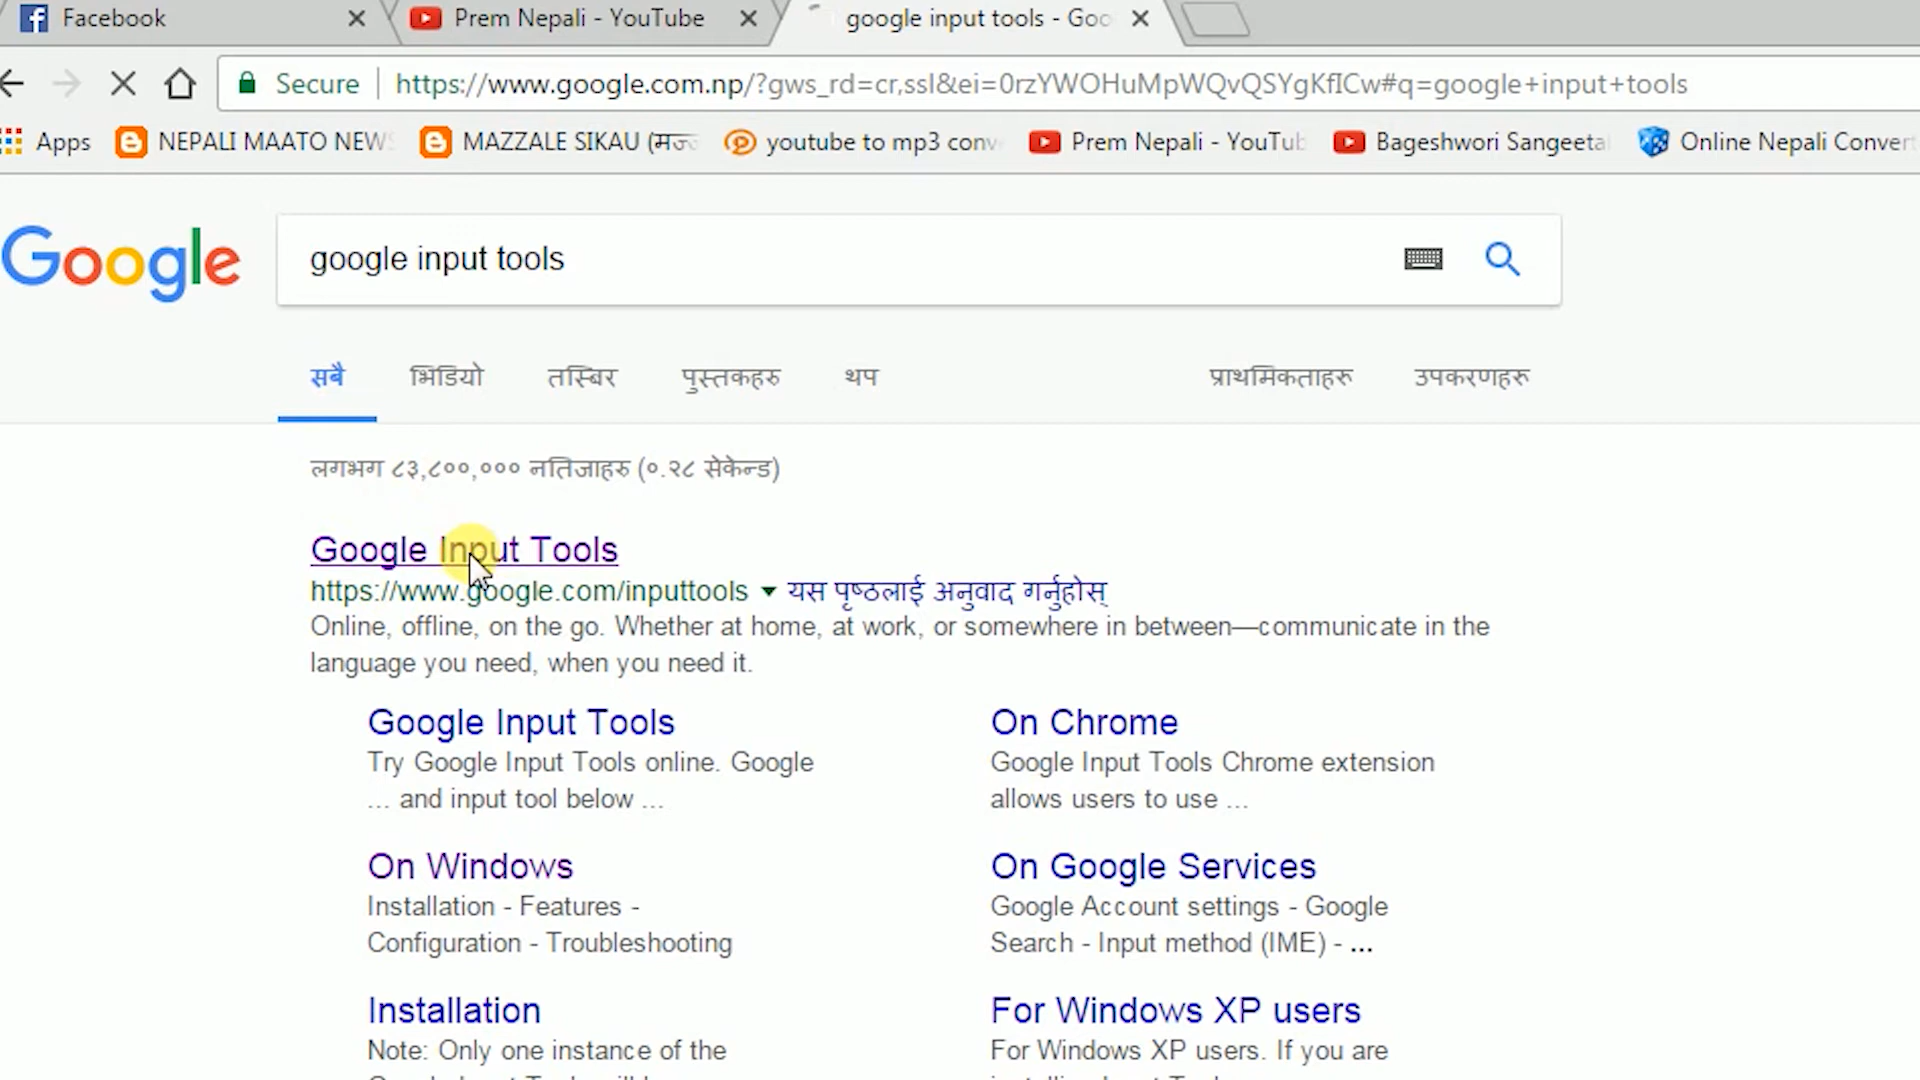 Facebook
Prem Nepali - YouTube
google input tools - Goo
Secure
https://www.google.com.np/?gws_rd=cr,ssl&ei=0rzYWOHuMpWQvQSYgKfICw#q=google+input+tools
Apps
NEPALI MAATO NEWS
MAZZALE SIKAU (मज्ज
youtube to mp3 conv
Prem Nepali - YouTub
Bageshwori Sangeeta
Online Nepali Convert
Google
google input tools
सबै
भिडियो
तस्बिर
पुस्तकहरु
थप
प्राथमिकताहरु
उपकरणहरु
लगभग ८३,८००,००० नतिजाहरु (०.२८ सेकेन्ड)
Google Input Tools
https://www.google.com/inputtools
यस पृष्ठलाई अनुवाद गर्नुहोस्
Online, offline, on the go. Whether at home, at work, or somewhere in between—communicate in the
language you need, when you need it.
Google Input Tools
Try Google Input Tools online. Google
... and input tool below ...
On Chrome
Google Input Tools Chrome extension
allows users to use ...
On Windows
Installation - Features -
Configuration - Troubleshooting
On Google Services
Google Account settings - Google
Search - Input method (IME) - ...
Installation
Note: Only one instance of the
For Windows XP users
For Windows XP users. If you are